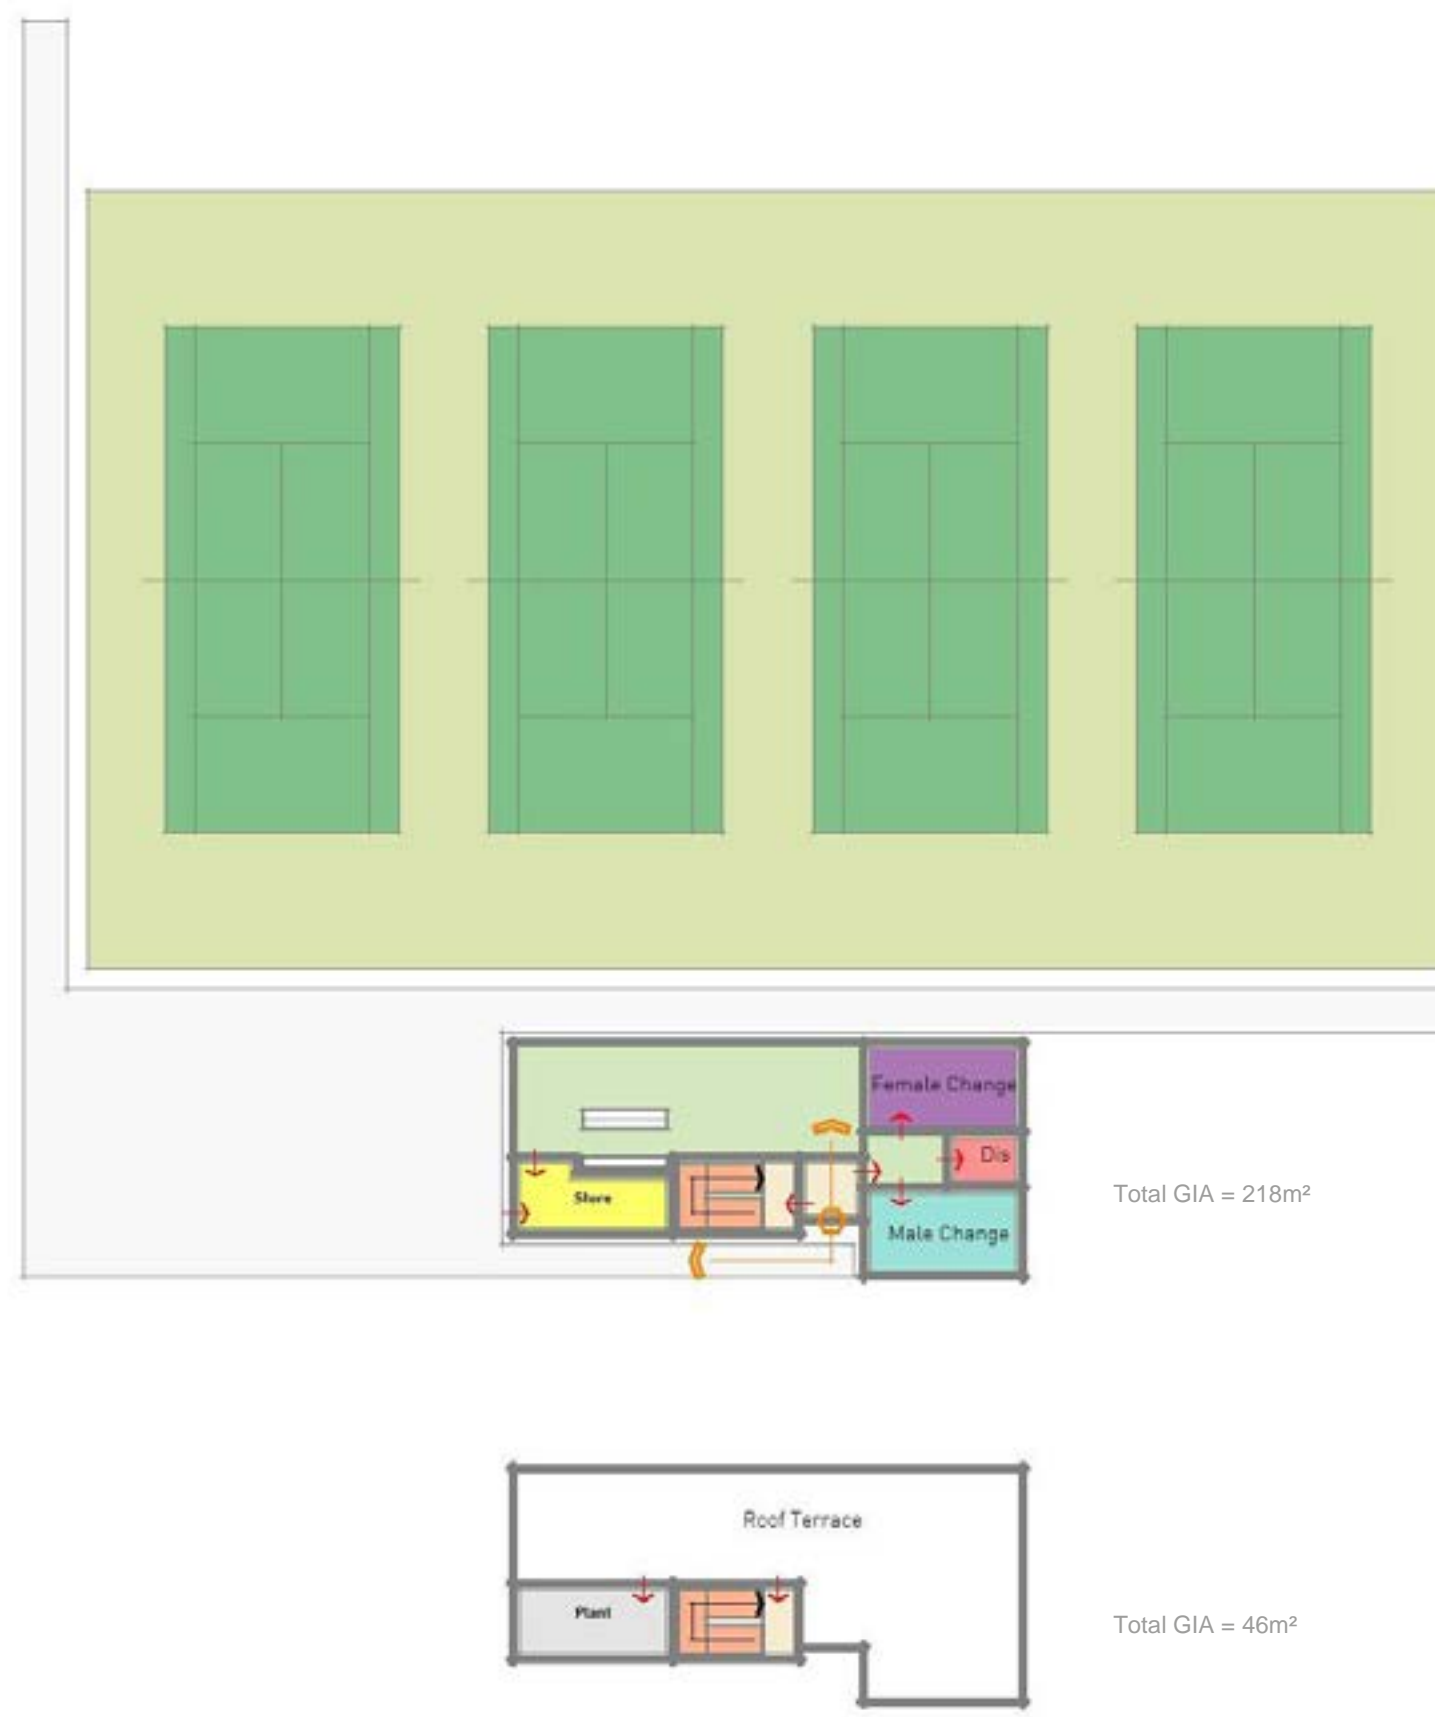 Female Change
Dis
Store
Total GIA = 218m²
Male Change
Roof Terrace
Plant
Total GIA = 46m²